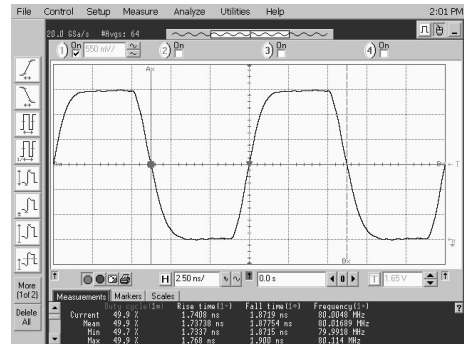 File Control Setup Measure Analyze Utilities Help 2:01 PM
20.0 GSa/s #Avgs: 64
1) On 550 mV/ 2) On 3) On 4) On
Ax
T
Bx
More
(1of 2)
Delete
All
H 2.50 ns/ 0.0 s 0 T 1.65 V
Measurements Markers Scales
Duty cycle(1) Rise time(1) Fall time(1) Frequency(1)
Current 49.9 % 1.7408 ns 1.8719 ns 80.0048 MHz
Mean 49.9 % 1.73738 ns 1.87754 ns 80.01689 MHz
Min 49.7 % 1.7337 ns 1.8715 ns 79.9918 MHz
Max 49.9 % 1.768 ns 1.900 ns 80.114 MHz
?